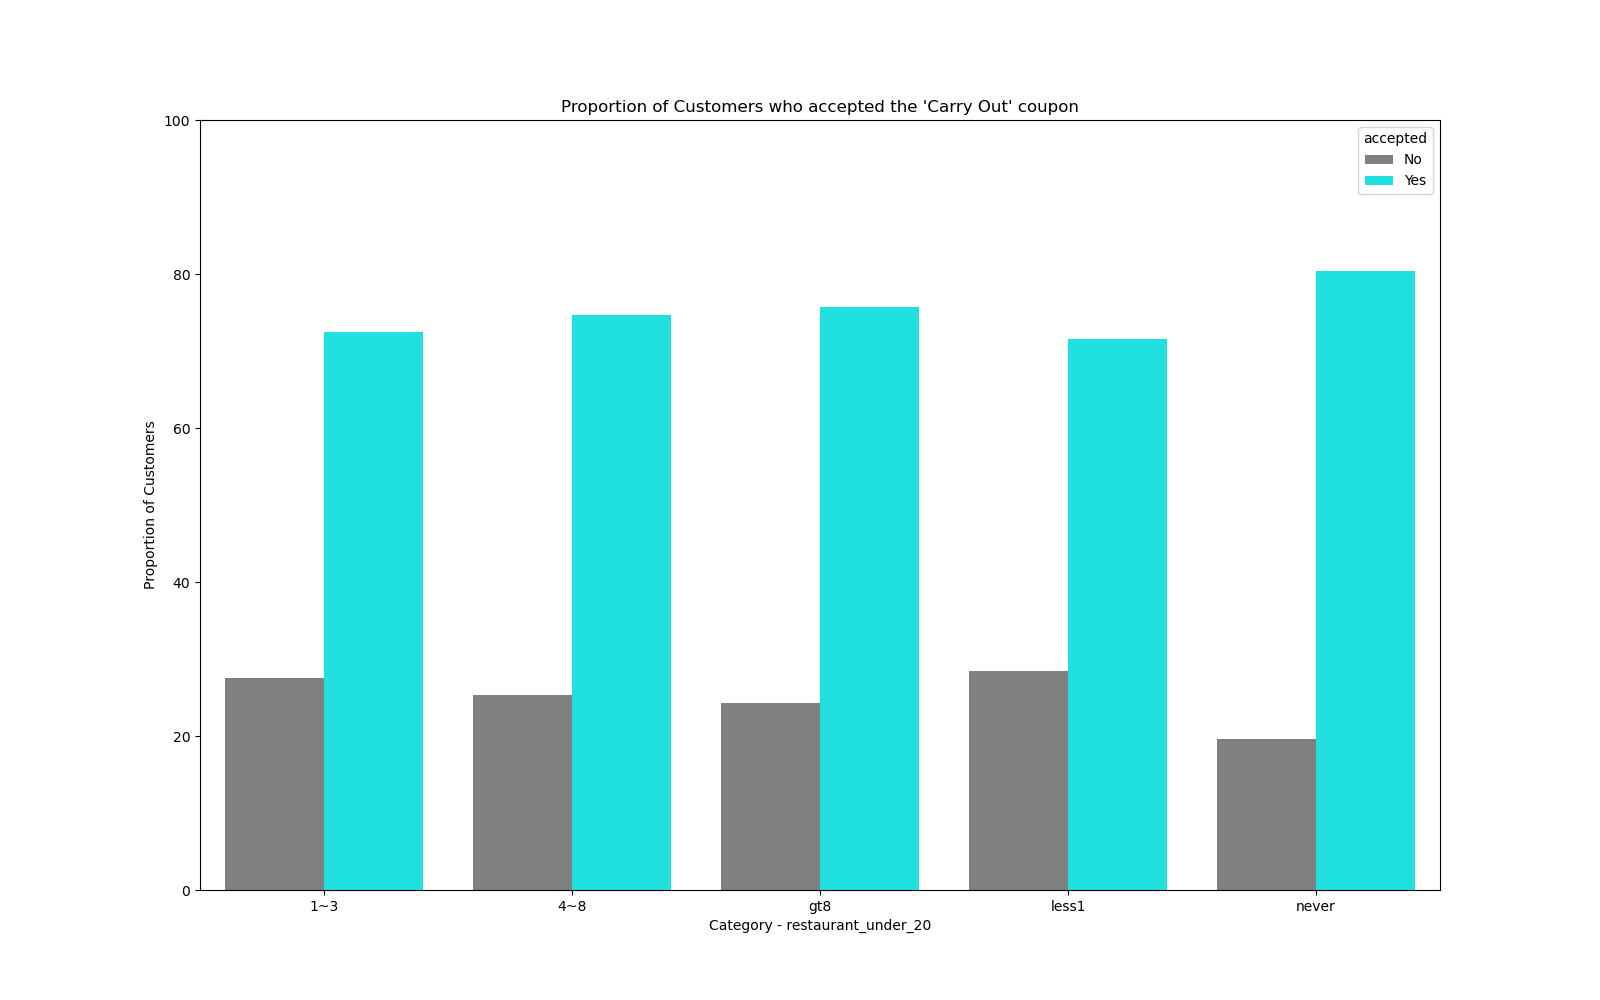 Proportion of Customers who accepted the 'Carry Out' coupon
100
80
60
40
20
0
Proportion of Customers
accepted
No
Yes
1~3 4~8 gt8 less1 never
Category - restaurant_under_20